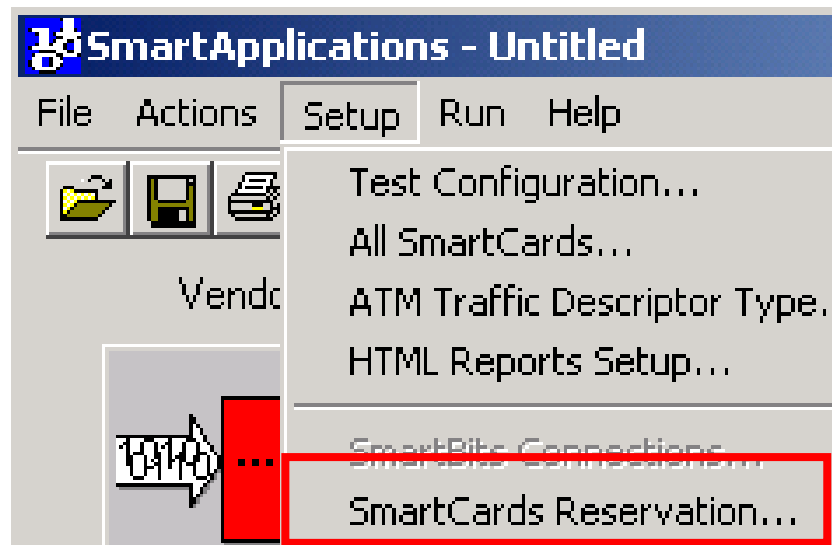 SmartApplications - Untitled
File Actions Setup Run Help
Test Configuration...
All SmartCards...
Vendo
ATM Traffic Descriptor Type.
HTML Reports Setup...
SmartBits Connections...
SmartCards Reservation...
...